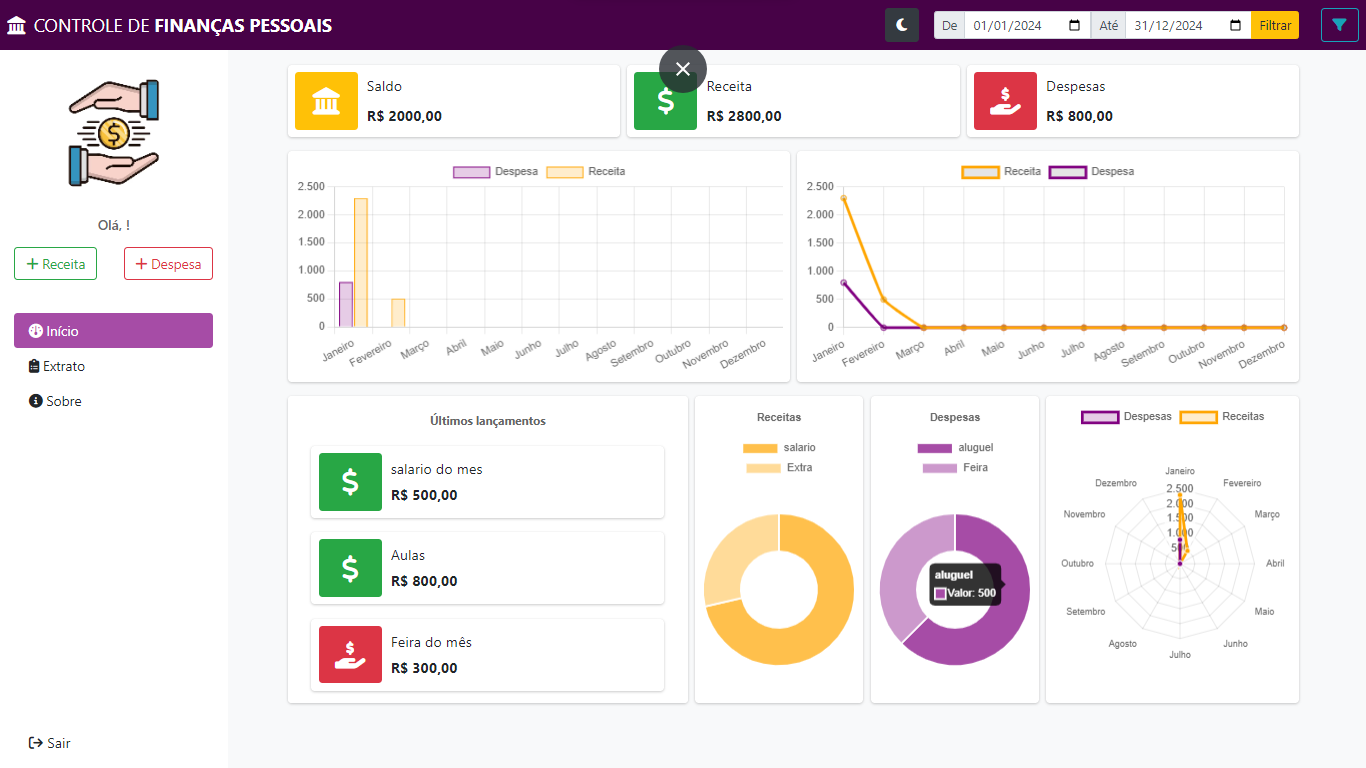 CONTROLE DE FINANÇAS PESSOAIS
De 01/01/2024 Até 31/12/2024 Filtrar
Olá, !
Receita Despesa
Início
Extrato
Sobre
Sair
Saldo
R$ 2000,00
Receita
R$ 2800,00
Despesas
R$ 800,00
Despesa Receita
2.500
2.000
1.500
1.000
500
0
Janeiro Fevereiro Março Abril Maio Junho Julho Agosto Setembro Outubro Novembro Dezembro
Receita Despesa
2.500
2.000
1.500
1.000
500
0
Janeiro Fevereiro Março Abril Maio Junho Julho Agosto Setembro Outubro Novembro Dezembro
Últimos lançamentos
salario do mes
R$ 500,00
Aulas
R$ 800,00
Feira do mês
R$ 300,00
Receitas
salario
Extra
Despesas
aluguel
Feira
aluguel
Valor: 500
Despesas Receitas
Janeiro
Dezembro 2.500 Fevereiro
2.000
Novembro 1.500 Março
1.000
500
Outubro Abril
Setembro Maio
Agosto Junho
Julho